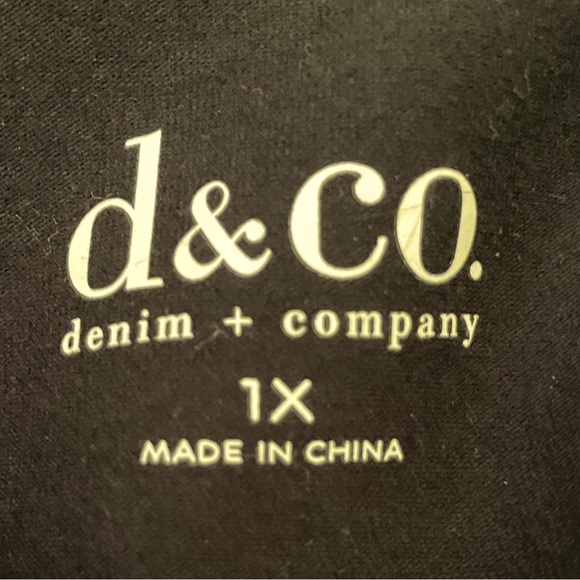 d&co.
denim + company
1X
MADE IN CHINA